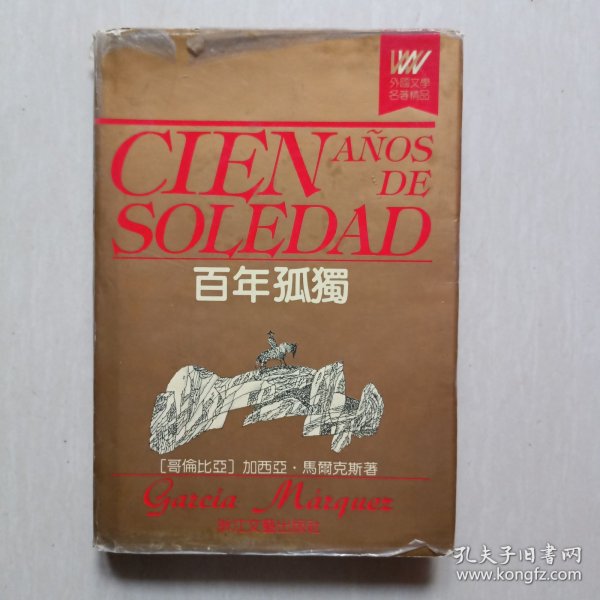 W
外國文學
名著精品
CIEN AÑOS DE
SOLEDAD
百年孤獨
［哥倫比亞］加西亞·馬爾克斯著
García Márquez
浙江文藝出版社
孔夫子旧书网
www.kongfz.com